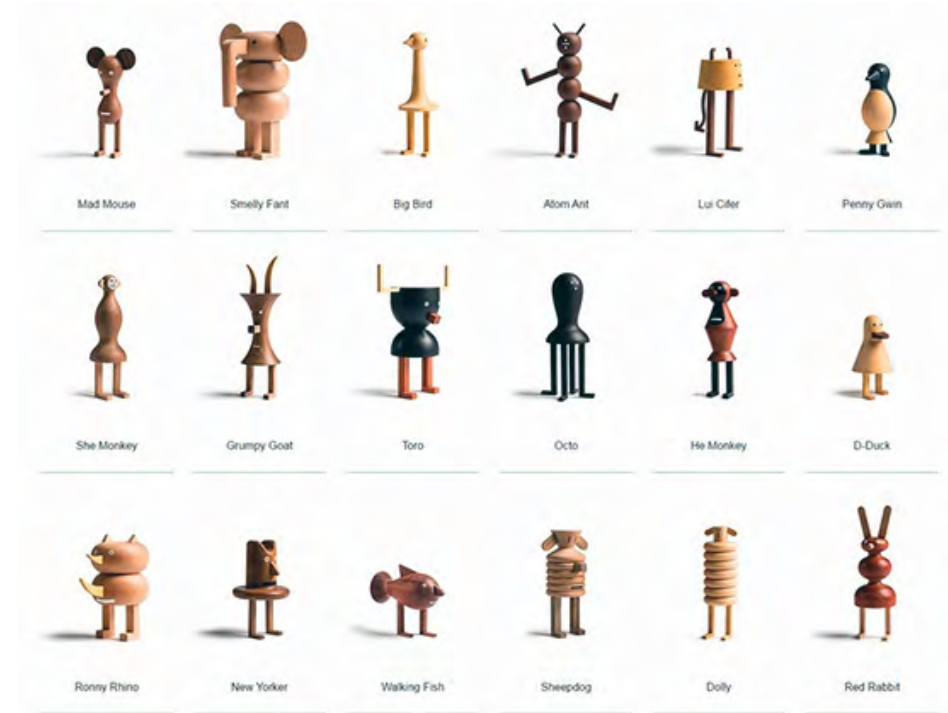 Mad Mouse
Smelly Fant
Big Bird
Atom Ant
Lui Cifer
Penny Gwin
She Monkey
Grumpy Goat
Toro
Octo
He Monkey
D-Duck
Ronny Rhino
New Yorker
Walking Fish
Sheepdog
Dolly
Red Rabbit